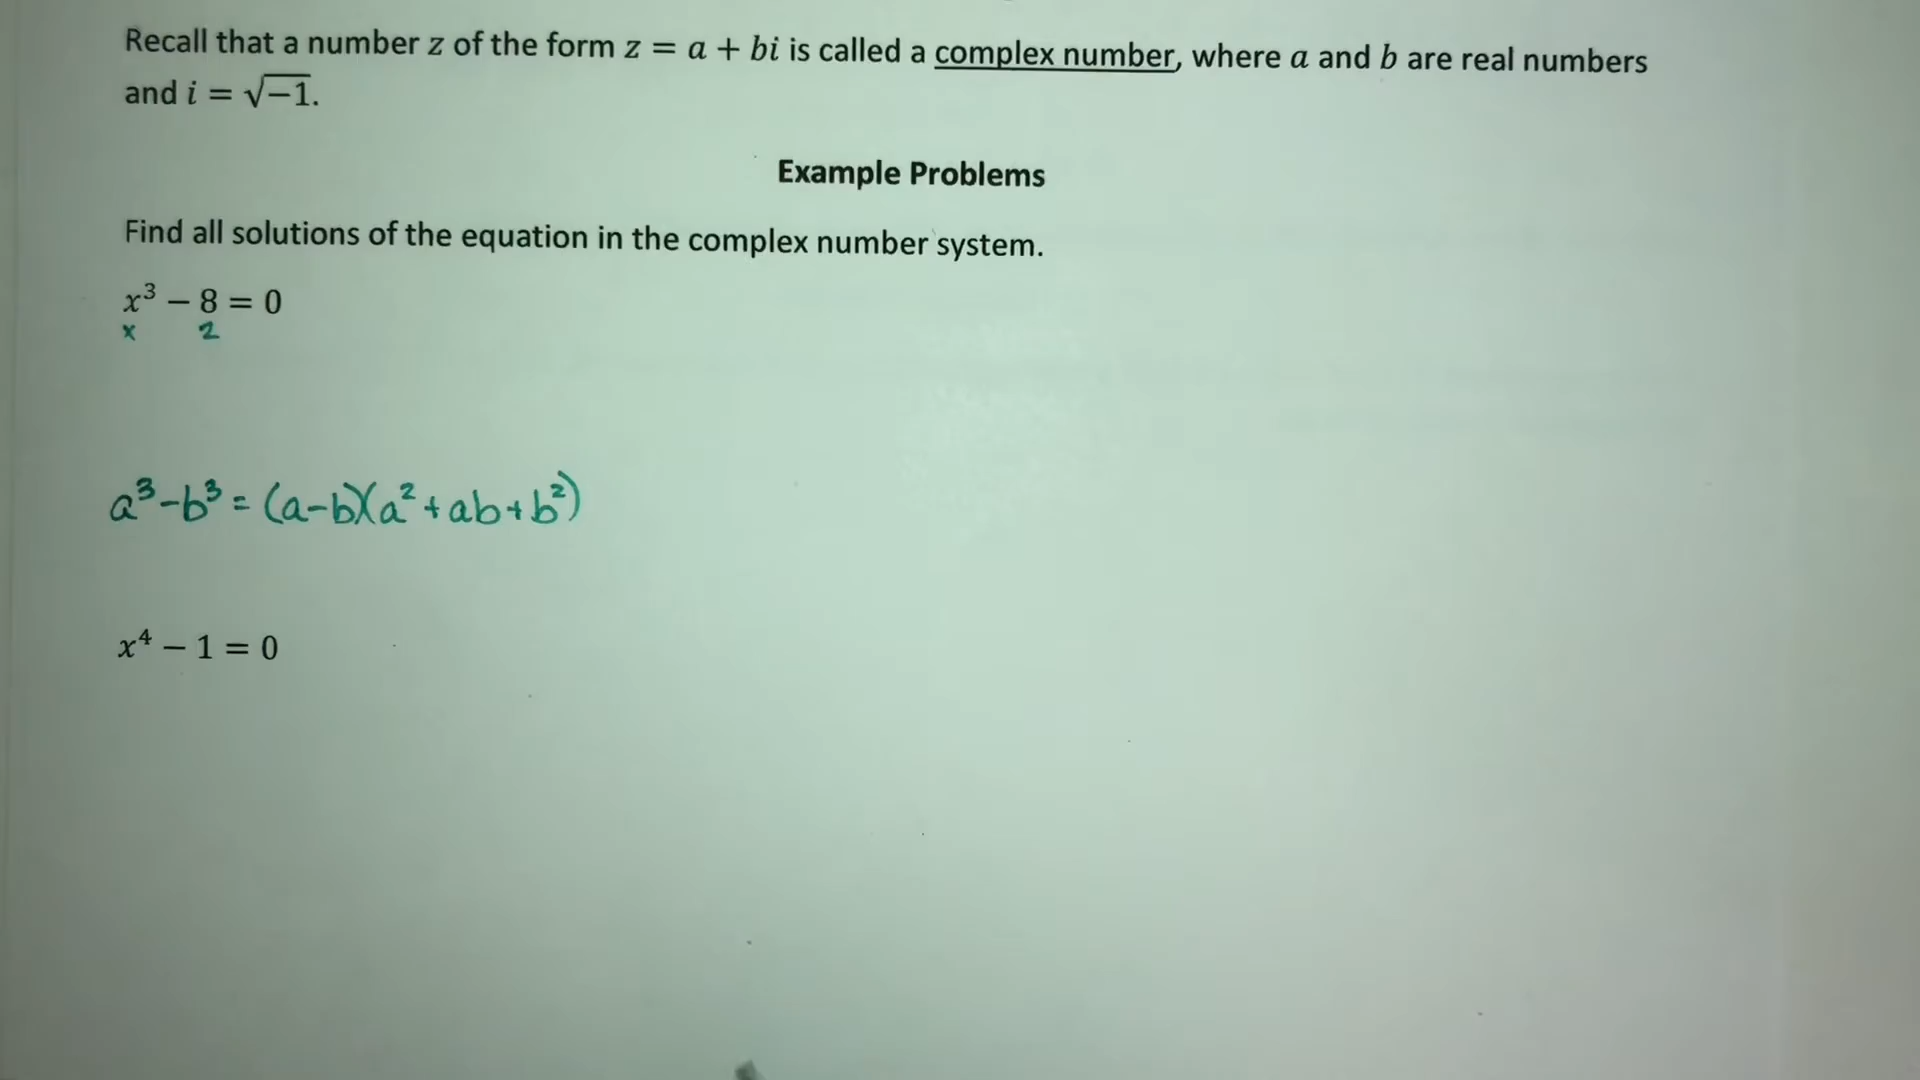 Recall that a number z of the form z = a + bi is called a complex number, where a and b are real numbers
and i = √−1.
Example Problems
Find all solutions of the equation in the complex number system.
x³ − 8 = 0
x 2
a³-b³ = (a-b)(a²+ab+b²)
x⁴ − 1 = 0